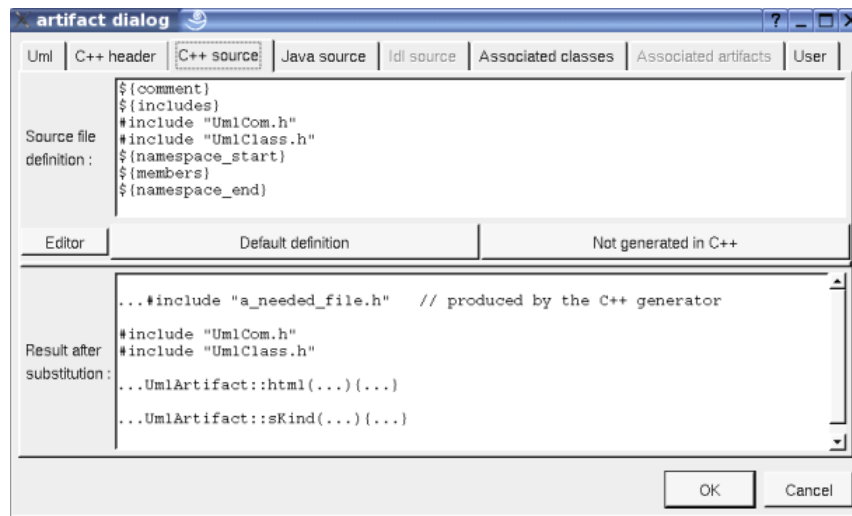 artifact dialog
Uml C++ header C++ source Java source Idl source Associated classes Associated artifacts User
Source file
definition :
${comment}
${includes}
#include "UmlCom.h"
#include "UmlClass.h"
${namespace_start}
${members}
${namespace_end}
Editor Default definition Not generated in C++
Result after
substitution :
...#include "a_needed_file.h" // produced by the C++ generator
#include "UmlCom.h"
#include "UmlClass.h"
...UmlArtifact::html(...){...}
...UmlArtifact::sKind(...){...}
OK Cancel